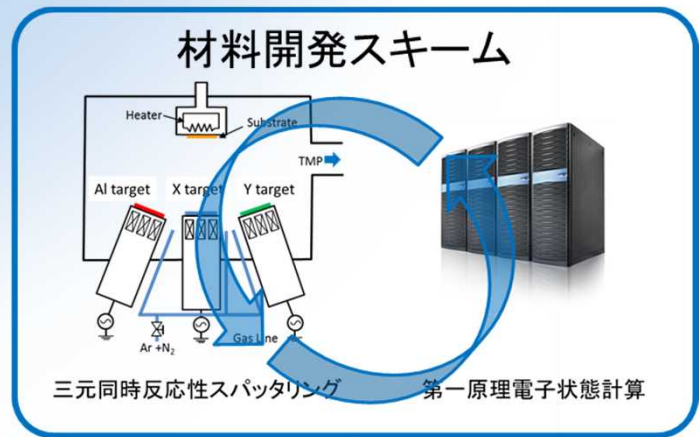 材料開発スキーム
Heater
Substrate
TMP
Al target
X target
Y target
Gas Line
Ar +N₂
三元同時反応性スパッタリング
第一原理電子状態計算